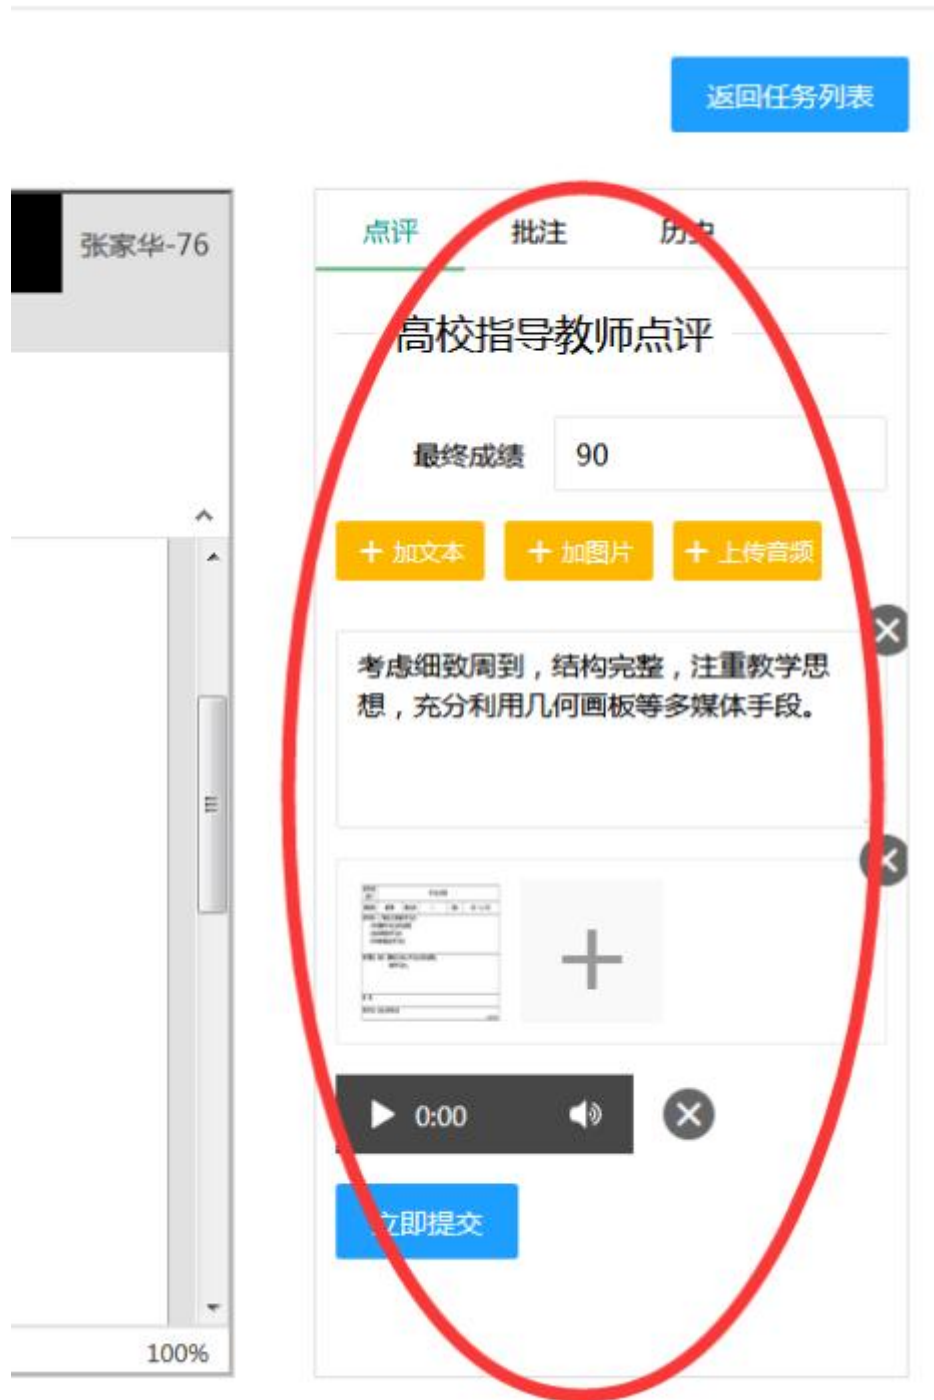 返回任务列表
张家华-76
点评 批注 历史
高校指导教师点评
最终成绩 90
+ 加文本 + 加图片 + 上传音频
考虑细致周到，结构完整，注重教学思
想，充分利用几何画板等多媒体手段。
0:00
立即提交
100%